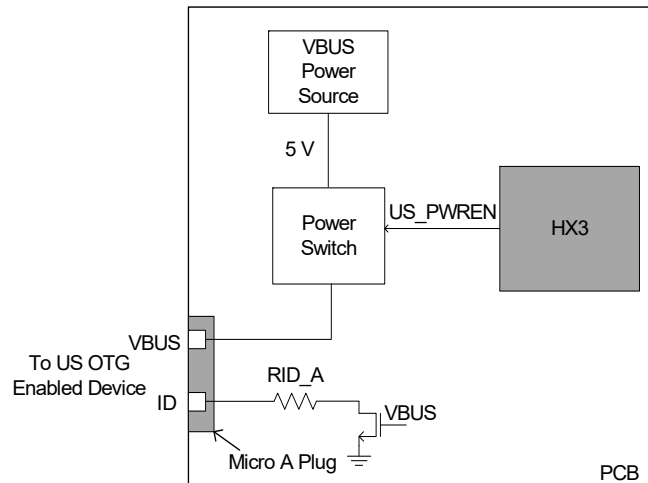 VBUS
Power
Source
5 V
US_PWREN
Power
Switch
HX3
VBUS
To US OTG
Enabled Device
RID_A
ID
VBUS
Micro A Plug
PCB